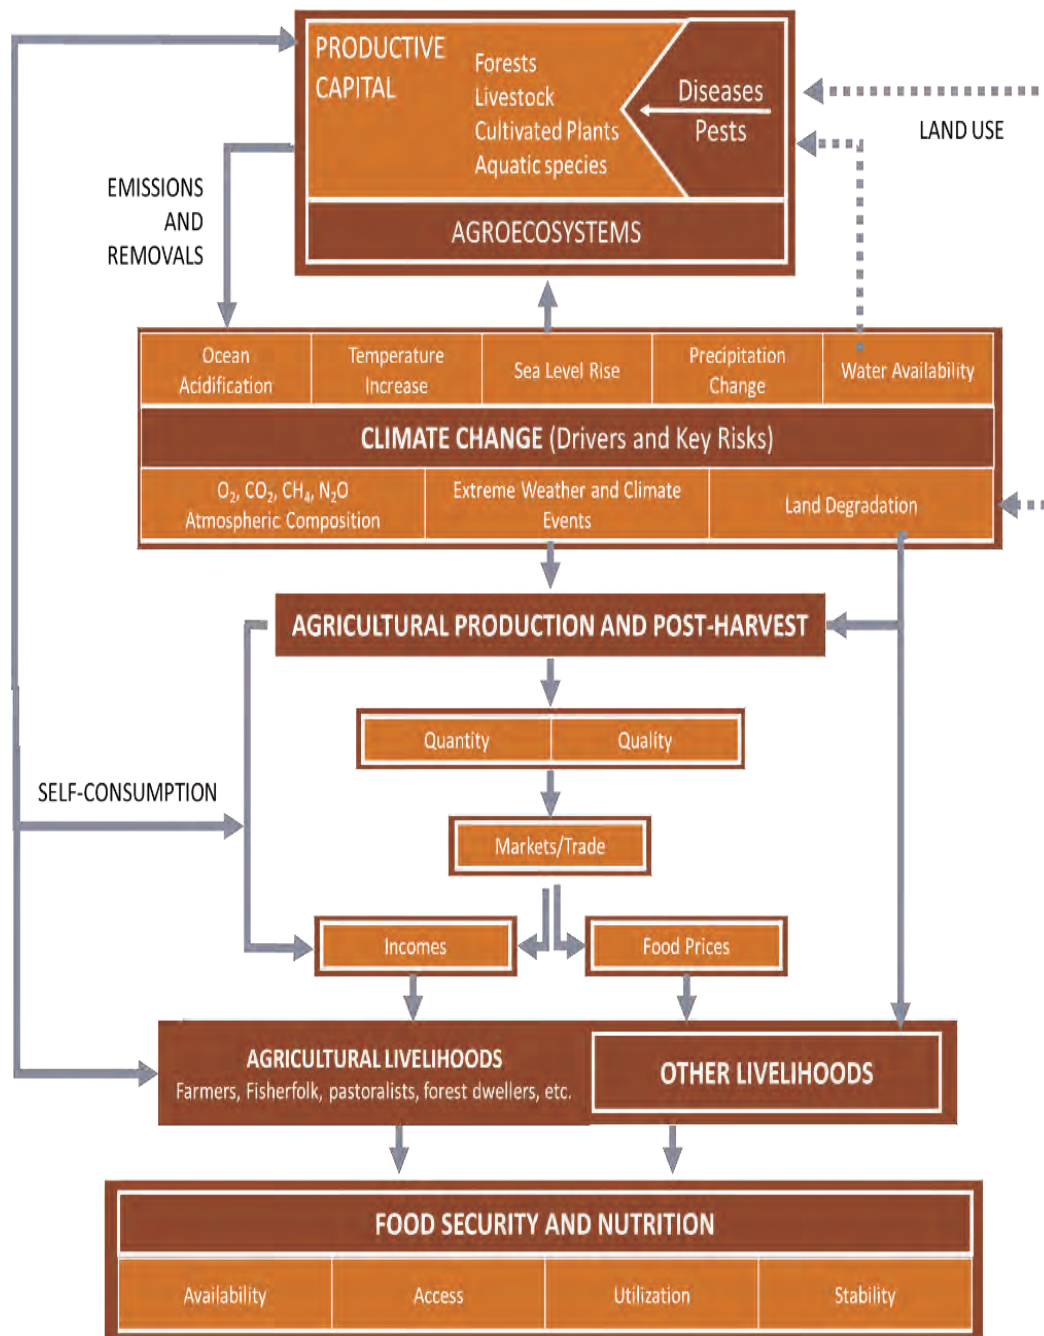 PRODUCTIVE
CAPITAL
Forests
Livestock
Cultivated Plants
Aquatic species
Diseases
Pests
AGROECOSYSTEMS
LAND USE
EMISSIONS
AND
REMOVALS
Ocean
Acidification
Temperature
Increase
Sea Level Rise
Precipitation
Change
Water Availability
CLIMATE CHANGE (Drivers and Key Risks)
O₂, CO₂, CH₄, N₂O
Atmospheric Composition
Extreme Weather and Climate
Events
Land Degradation
AGRICULTURAL PRODUCTION AND POST-HARVEST
Quantity
Quality
SELF-CONSUMPTION
Markets/Trade
Incomes
Food Prices
AGRICULTURAL LIVELIHOODS
Farmers, Fisherfolk, pastoralists, forest dwellers, etc.
OTHER LIVELIHOODS
FOOD SECURITY AND NUTRITION
Availability
Access
Utilization
Stability